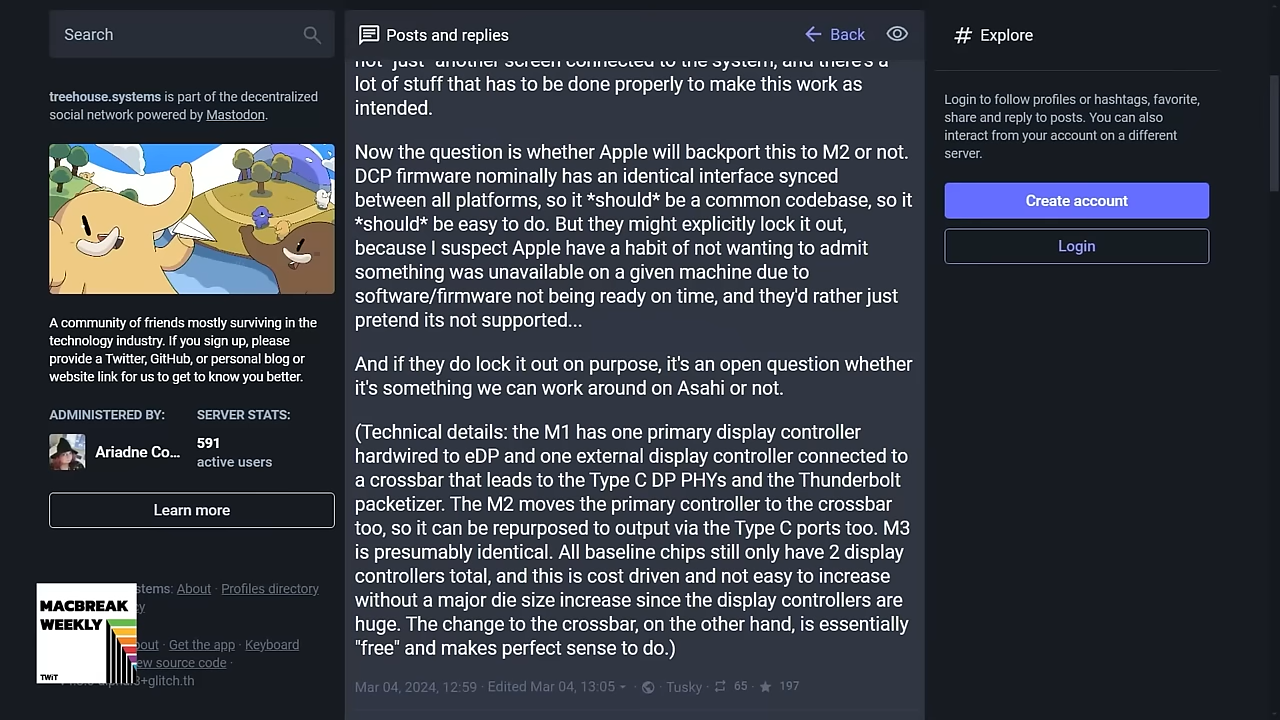 Search
treehouse.systems is part of the decentralized
social network powered by Mastodon.
A community of friends mostly surviving in the
technology industry. If you sign up, please
provide a Twitter, GitHub, or personal blog or
website link for us to get to know you better.
ADMINISTERED BY:
SERVER STATS:
Ariadne Co...
591
active users
Learn more
stems: About · Profiles directory
cy
out · Get the app · Keyboard
ew source code ·
3+glitch.th
MACBREAK
WEEKLY
TWiT
Posts and replies
Back
not *just* another screen connected to the system, and there's a
lot of stuff that has to be done properly to make this work as
intended.
Now the question is whether Apple will backport this to M2 or not.
DCP firmware nominally has an identical interface synced
between all platforms, so it *should* be a common codebase, so it
*should* be easy to do. But they might explicitly lock it out,
because I suspect Apple have a habit of not wanting to admit
something was unavailable on a given machine due to
software/firmware not being ready on time, and they'd rather just
pretend its not supported...
And if they do lock it out on purpose, it's an open question whether
it's something we can work around on Asahi or not.
(Technical details: the M1 has one primary display controller
hardwired to eDP and one external display controller connected to
a crossbar that leads to the Type C DP PHYs and the Thunderbolt
packetizer. The M2 moves the primary controller to the crossbar
too, so it can be repurposed to output via the Type C ports too. M3
is presumably identical. All baseline chips still only have 2 display
controllers total, and this is cost driven and not easy to increase
without a major die size increase since the display controllers are
huge. The change to the crossbar, on the other hand, is essentially
"free" and makes perfect sense to do.)
Mar 04, 2024, 12:59 · Edited Mar 04, 13:05 · Tusky · 65 · 197
# Explore
Login to follow profiles or hashtags, favorite,
share and reply to posts. You can also
interact from your account on a different
server.
Create account
Login